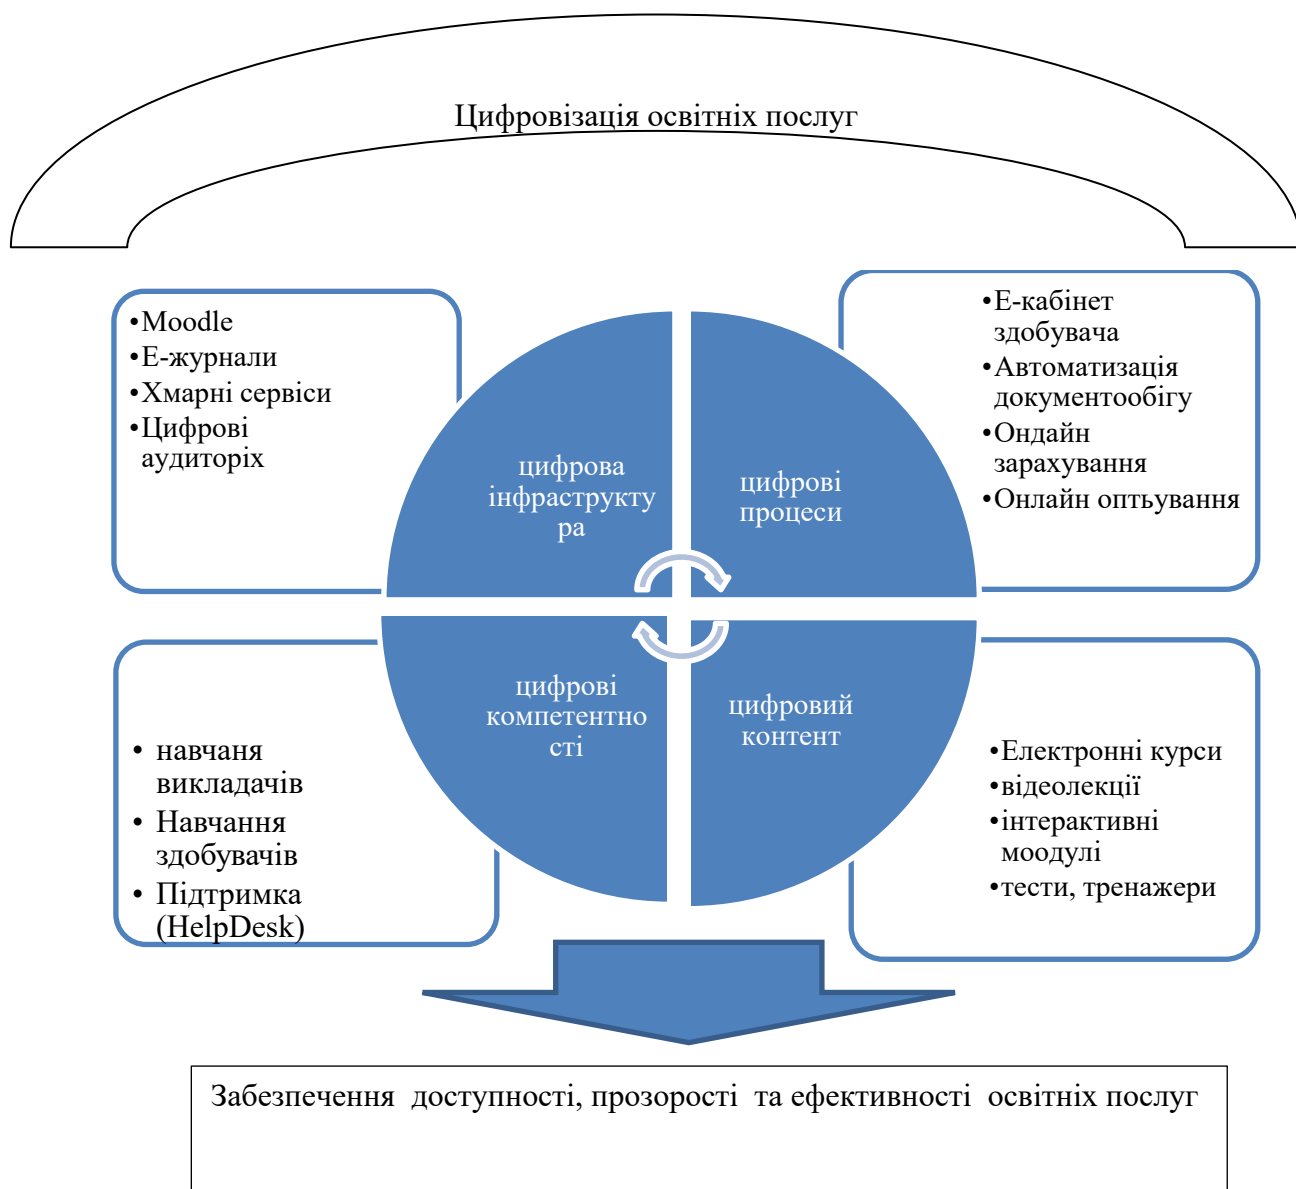 Цифровізація освітніх послуг
•Moodle
•Е-журнали
•Хмарні сервіси
•Цифрові
аудиторіх
•Е-кабінет
здобувача
•Автоматизація
документообігу
•Ондайн
зарахування
•Онлайн оптьування
цифрова
інфраструкту
ра
цифрові
процеси
цифрові
компетентно
сті
цифровий
контент
• навчаня
викладачів
• Навчання
здобувачів
• Підтримка
(HelpDesk)
•Електронні курси
•відеолекції
•інтерактивні
моодулі
•тести, тренажери
Забезпечення доступності, прозорості та ефективності освітніх послуг